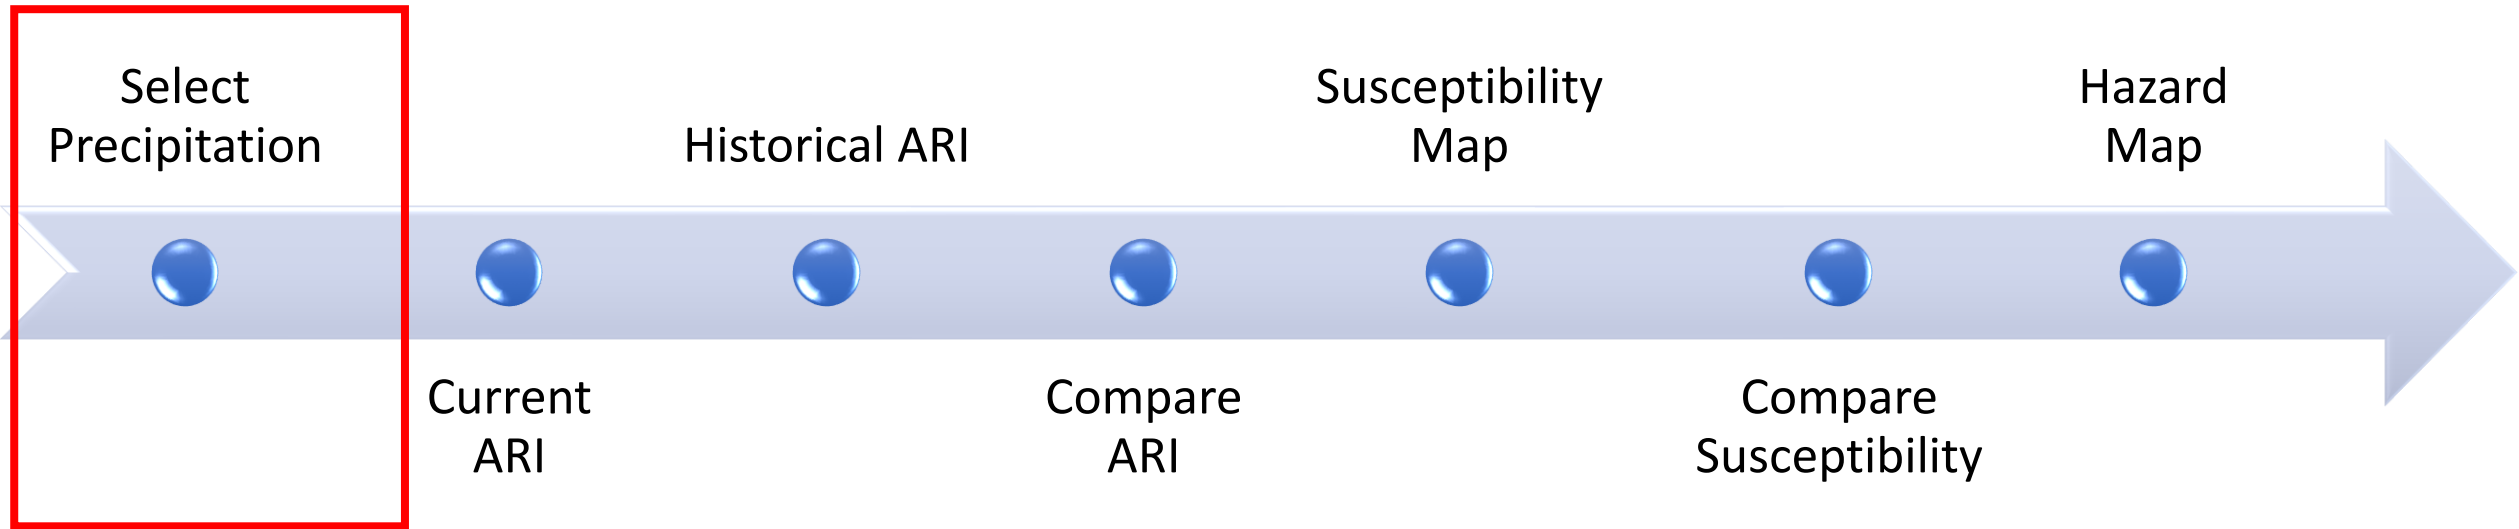 Select
Precipitation
Current
ARI
Historical ARI
Compare
ARI
Susceptibility
Map
Compare
Susceptibility
Hazard
Map